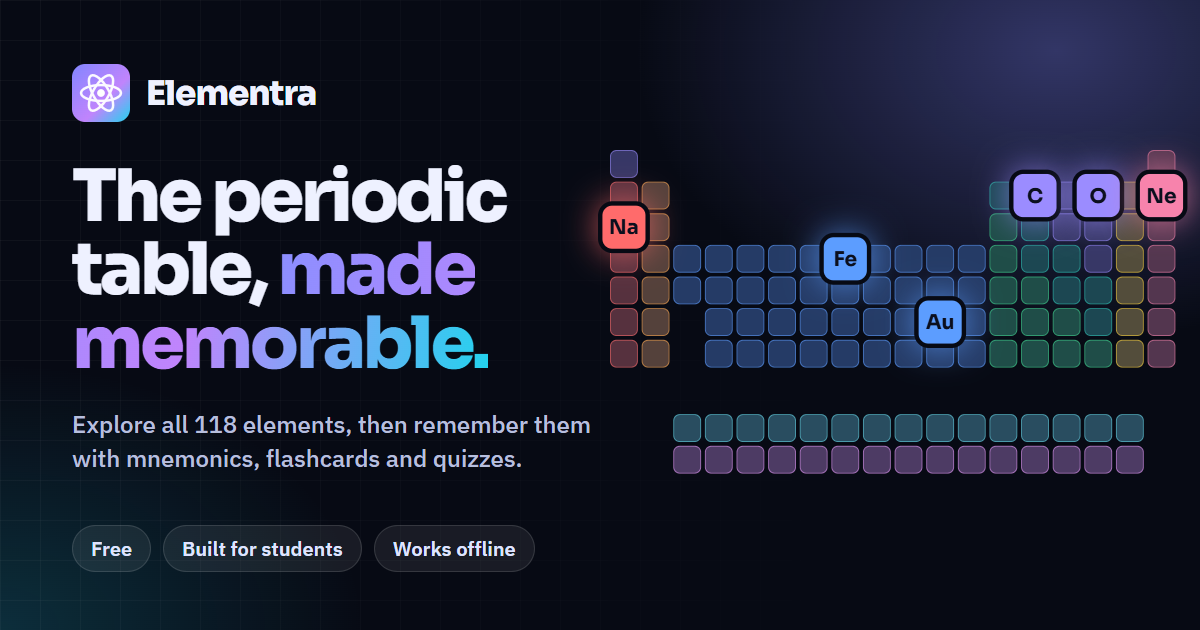 Elementra
The periodic
table, made
memorable.
Explore all 118 elements, then remember them
with mnemonics, flashcards and quizzes.
Free
Built for students
Works offline
Na
Fe
Au
C
O
Ne